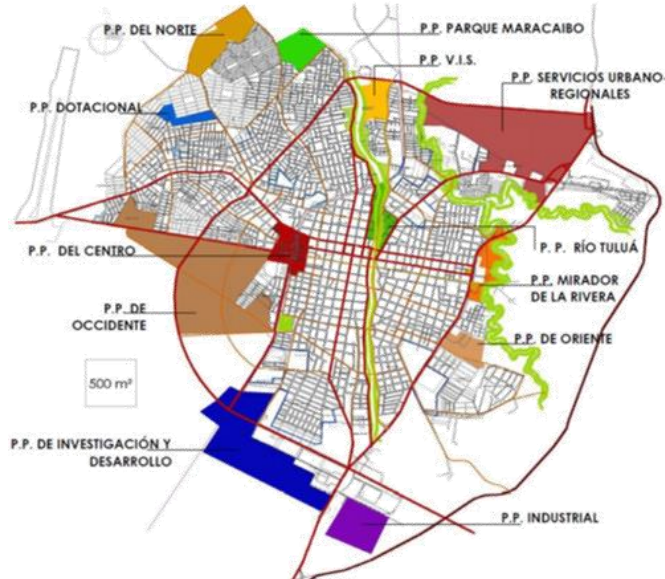 P.P. DEL NORTE
P.P. PARQUE MARACAIBO
P.P. V.I.S.
P.P. SERVICIOS URBANO-
REGIONALES
P.P. DOTACIONAL
P.P. DEL CENTRO
P. P. RÍO TULUÁ
P.P. MIRADOR
DE LA RIVERA
P.P. DE
OCCIDENTE
P.P. DE ORIENTE
500 m²
P.P. DE INVESTIGACIÓN Y
DESARROLLO
P.P. INDUSTRIAL